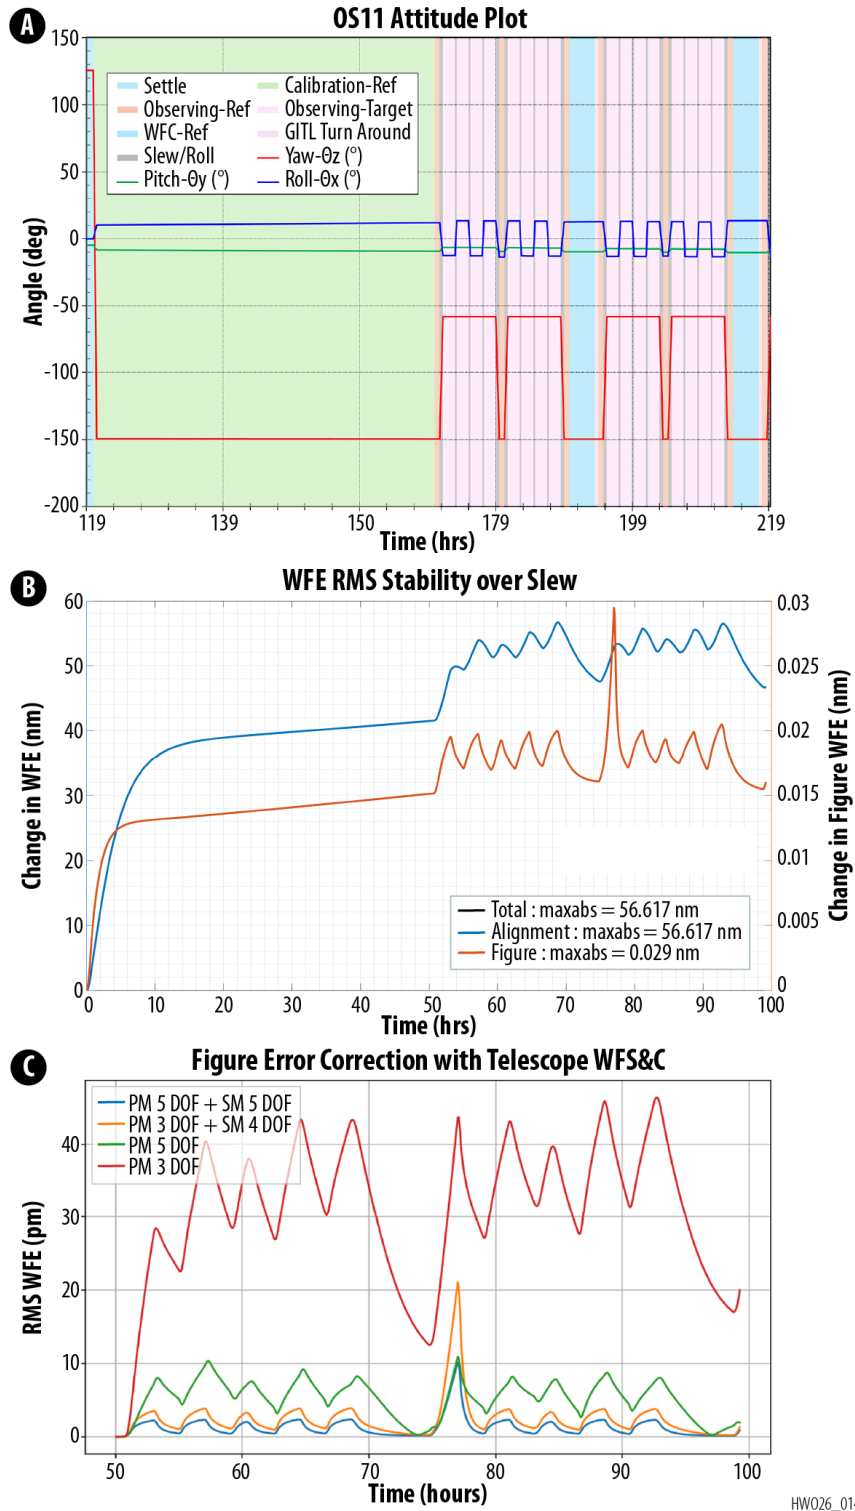 A
OS11 Attitude Plot
150
100
50
0
-50
-100
-150
-200
Angle (deg)
Settle
Calibration-Ref
Observing-Ref
Observing-Target
WFC-Ref
GITL Turn Around
Slew/Roll
Yaw-θz (°)
Pitch-θy (°)
Roll-θx (°)
119 139 150 179 199 219
Time (hrs)
B
WFE RMS Stability over Slew
60
50
40
30
20
10
0
Change in WFE (nm)
0.03
0.025
0.02
0.015
0.01
0.005
0
Change in Figure WFE (nm)
Total : maxabs = 56.617 nm
Alignment : maxabs = 56.617 nm
Figure : maxabs = 0.029 nm
0 10 20 30 40 50 60 70 80 90 100
Time (hrs)
C
Figure Error Correction with Telescope WFS&C
PM 5 DOF + SM 5 DOF
PM 3 DOF + SM 4 DOF
PM 5 DOF
PM 3 DOF
40
30
20
10
0
RMS WFE (pm)
50 60 70 80 90 100
Time (hours)